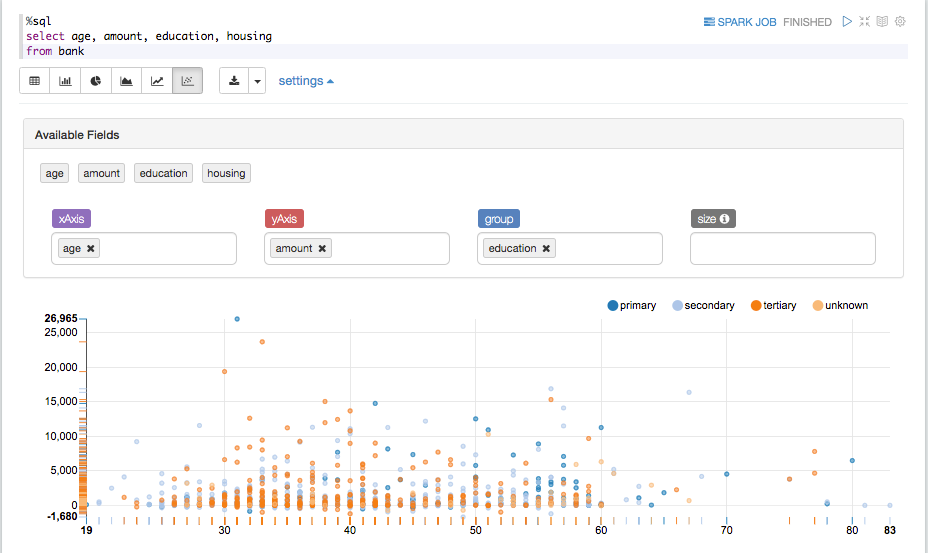 %sql
SPARK JOB FINISHED
select age, amount, education, housing
from bank
settings
Available Fields
age amount education housing
xAxis yAxis group size
age ✖ amount ✖ education ✖
primary secondary tertiary unknown
26,965
25,000
20,000
15,000
10,000
5,000
0
-1,680
19 30 40 50 60 70 80 83